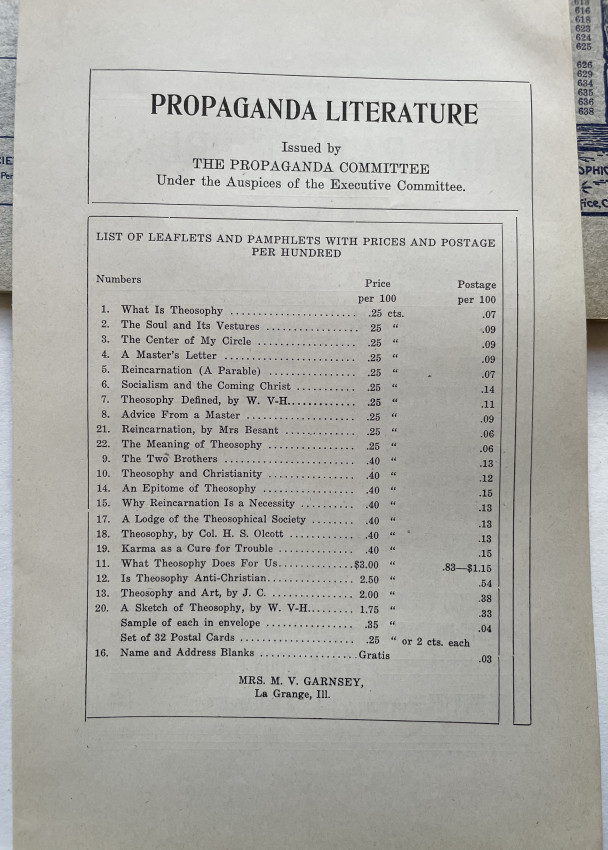 PROPAGANDA LITERATURE
Issued by
THE PROPAGANDA COMMITTEE
Under the Auspices of the Executive Committee.
LIST OF LEAFLETS AND PAMPHLETS WITH PRICES AND POSTAGE
PER HUNDRED
Numbers Price Postage
per 100 per 100
1. What Is Theosophy ....................... .25 cts. .07
2. The Soul and Its Vestures ................ 25 " .09
3. The Center of My Circle .................. .25 " .09
4. A Master's Letter ........................ .25 " .09
5. Reincarnation (A Parable) ................ .25 " .07
6. Socialism and the Coming Christ .......... .25 " .14
7. Theosophy Defined, by W. V-H............ .25 " .11
8. Advice From a Master .................... .25 " .09
21. Reincarnation, by Mrs Besant ............ .25 " .06
22. The Meaning of Theosophy ............... .25 " .06
9. The Two Brothers ........................ .40 " .13
10. Theosophy and Christianity ............... .40 " .12
14. An Epitome of Theosophy ................ .40 " .15
15. Why Reincarnation Is a Necessity ........ .40 " .13
17. A Lodge of the Theosophical Society ....... .40 " .13
18. Theosophy, by Col. H. S. Olcott ........... .40 " .13
19. Karma as a Cure for Trouble ............. .40 " .15
11. What Theosophy Does For Us............$3.00 " .83—$1.15
12. Is Theosophy Anti-Christian.............. 2.50 " .54
13. Theosophy and Art, by J. C. .............. 2.00 " .38
20. A Sketch of Theosophy, by W. V-H........ 1.75 " .33
Sample of each in envelope .............. .35 " .04
Set of 32 Postal Cards .................... .25 " or 2 cts. each
16. Name and Address Blanks ................ Gratis .03
MRS. M. V. GARNSEY,
La Grange, Ill.
616
618
623
624
625
626
629
634
635
636
638